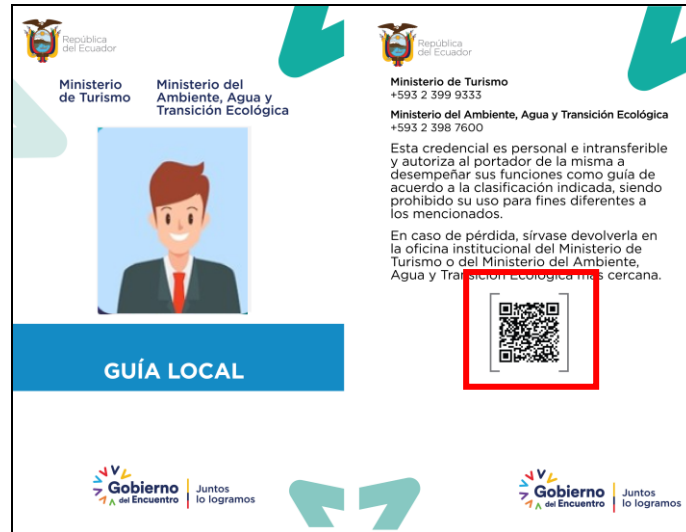 República
del Ecuador
Ministerio
de Turismo
Ministerio del
Ambiente, Agua y
Transición Ecológica
GUÍA LOCAL
Gobierno
del Encuentro
Juntos
lo logramos
República
del Ecuador
Ministerio de Turismo
+593 2 399 9333
Ministerio del Ambiente, Agua y Transición Ecológica
+593 2 398 7600
Esta credencial es personal e intransferible
y autoriza al portador de la misma a
desempeñar sus funciones como guía de
acuerdo a la clasificación indicada, siendo
prohibido su uso para fines diferentes a
los mencionados.
En caso de pérdida, sírvase devolverla en
la oficina institucional del Ministerio de
Turismo o del Ministerio del Ambiente,
Agua y Transición Ecológica más cercana.
Gobierno
del Encuentro
Juntos
lo logramos